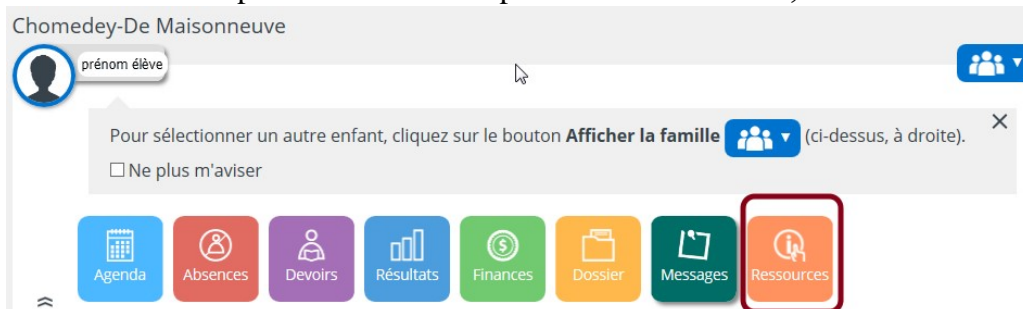 Chomedey-De Maisonneuve
prénom élève
Pour sélectionner un autre enfant, cliquez sur le bouton Afficher la famille (ci-dessus, à droite).
Ne plus m'aviser
Agenda Absences Devoirs Résultats Finances Dossier Messages Ressources